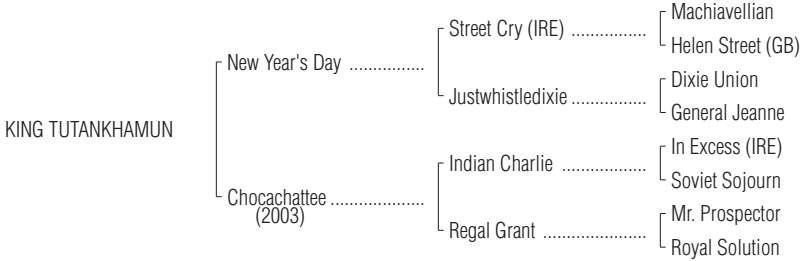 Machiavellian
Street Cry (IRE) ................
Helen Street (GB)
New Year's Day ................
Dixie Union
Justwhistledixie ................
General Jeanne
KING TUTANKHAMUN
In Excess (IRE)
Indian Charlie ..................
Soviet Sojourn
Chocachattee ....................
(2003)
Mr. Prospector
Regal Grant ......................
Royal Solution